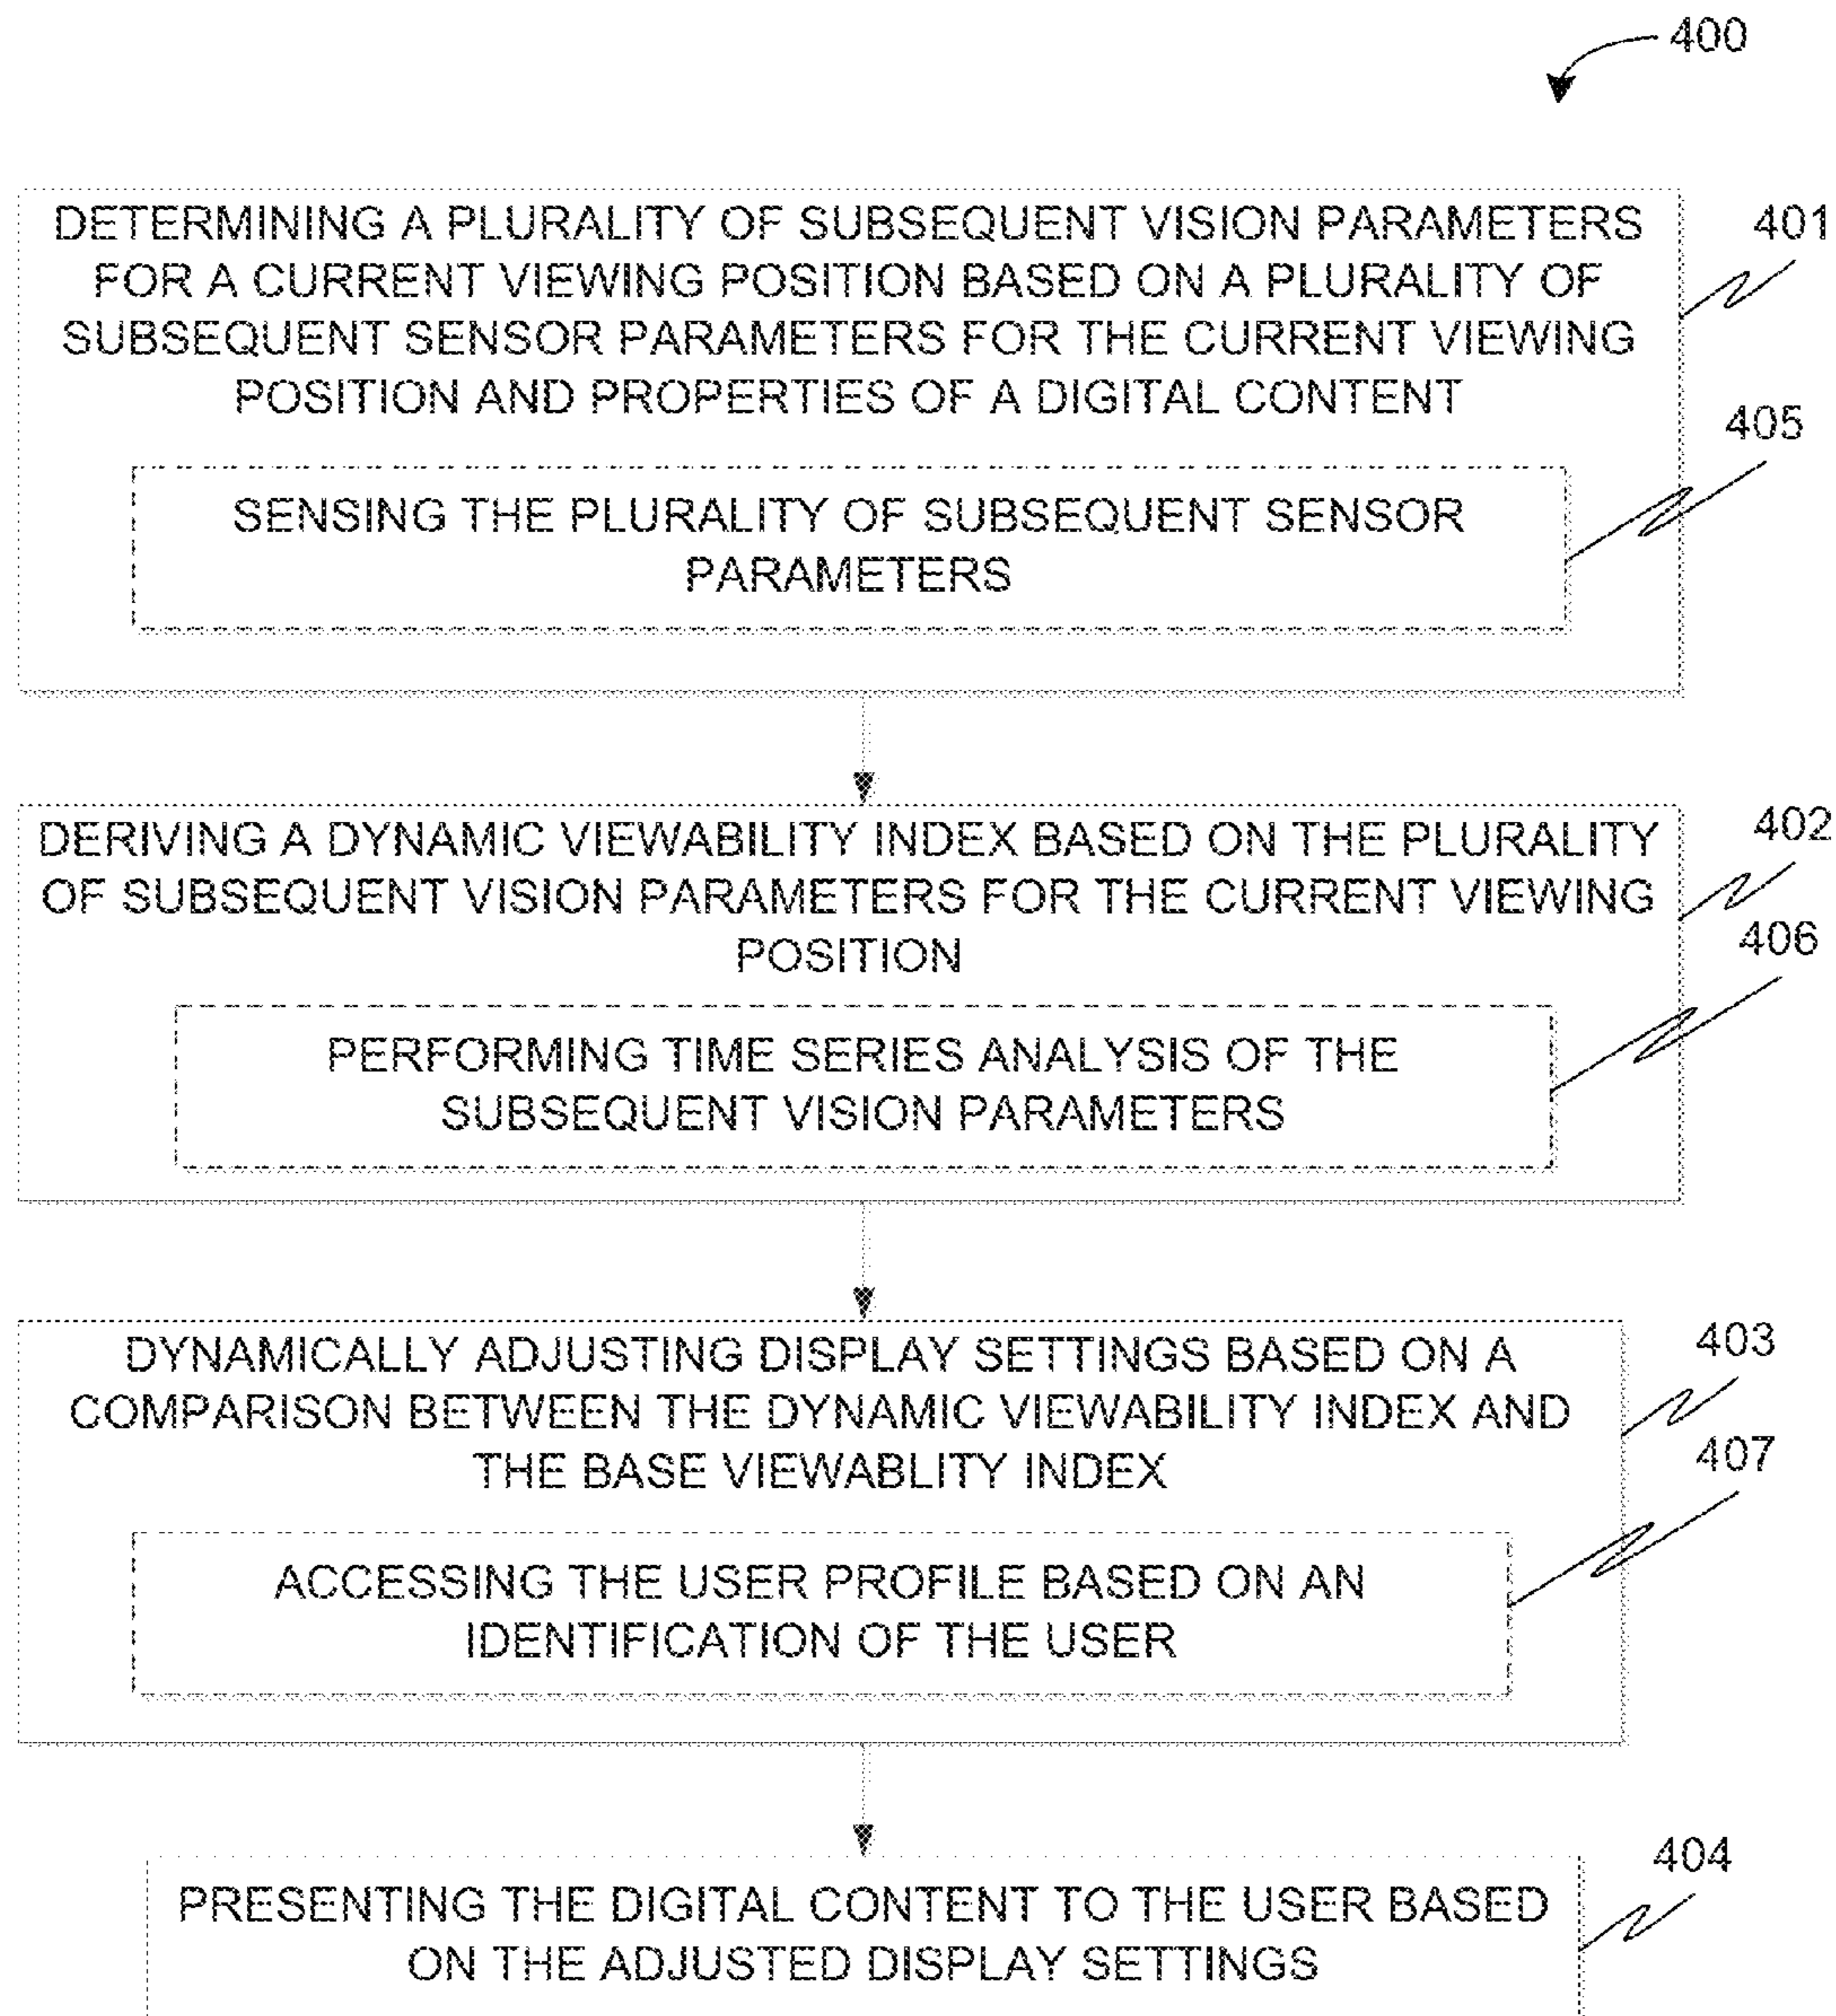 400
DETERMINING A PLURALITY OF SUBSEQUENT VISION PARAMETERS
FOR A CURRENT VIEWING POSITION BASED ON A PLURALITY OF
SUBSEQUENT SENSOR PARAMETERS FOR THE CURRENT VIEWING
POSITION AND PROPERTIES OF A DIGITAL CONTENT
401
SENSING THE PLURALITY OF SUBSEQUENT SENSOR
PARAMETERS
405
DERIVING A DYNAMIC VIEWABILITY INDEX BASED ON THE PLURALITY
OF SUBSEQUENT VISION PARAMETERS FOR THE CURRENT VIEWING
POSITION
402
PERFORMING TIME SERIES ANALYSIS OF THE
SUBSEQUENT VISION PARAMETERS
406
DYNAMICALLY ADJUSTING DISPLAY SETTINGS BASED ON A
COMPARISON BETWEEN THE DYNAMIC VIEWABILITY INDEX AND
THE BASE VIEWABLITY INDEX
403
ACCESSING THE USER PROFILE BASED ON AN
IDENTIFICATION OF THE USER
407
PRESENTING THE DIGITAL CONTENT TO THE USER BASED
ON THE ADJUSTED DISPLAY SETTINGS
404